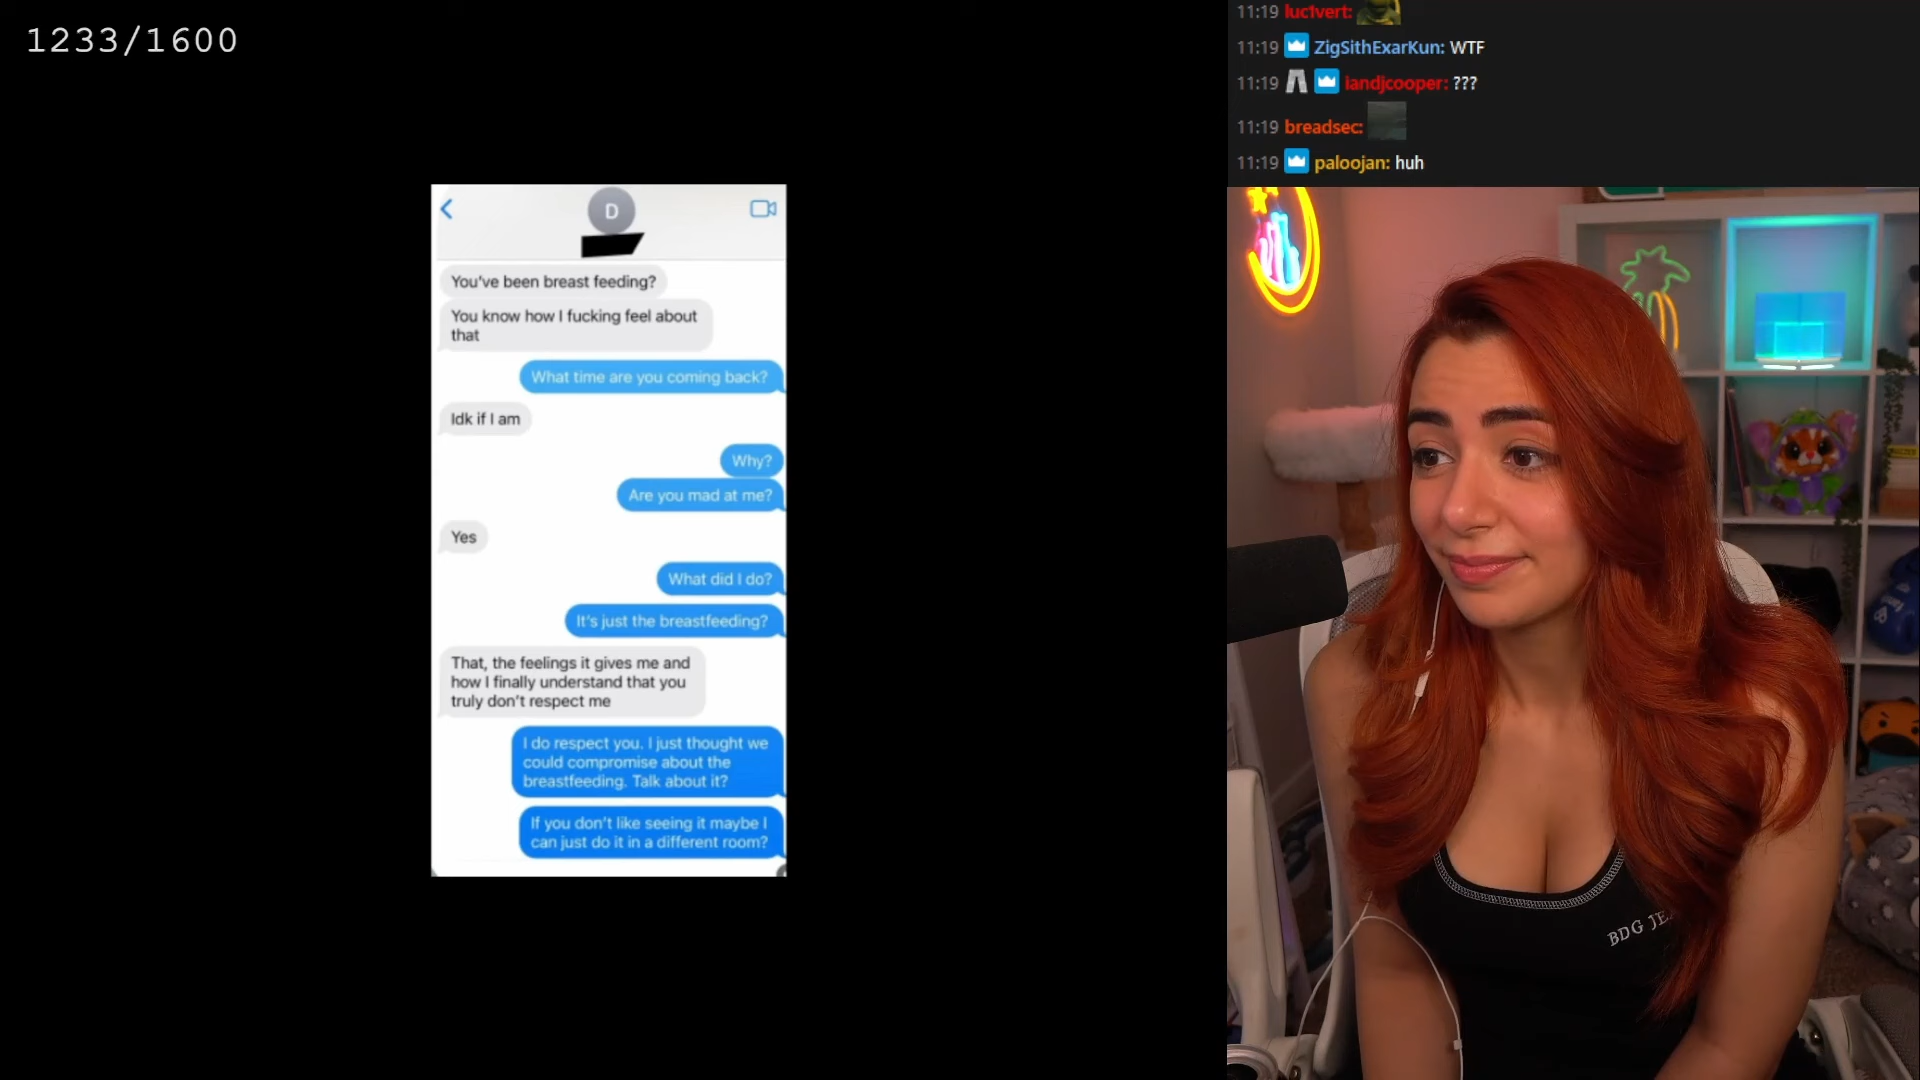 1233/1600
D
You've been breast feeding?
You know how I fucking feel about
that
What time are you coming back?
Idk if I am
Why?
Are you mad at me?
Yes
What did I do?
It's just the breastfeeding?
That, the feelings it gives me and
how I finally understand that you
truly don't respect me
I do respect you. I just thought we
could compromise about the
breastfeeding. Talk about it?
If you don't like seeing it maybe I
can just do it in a different room?
11:19 luc1vert:
11:19 ZigSithExarKun: WTF
11:19 iandjcooper: ???
11:19 breadsec:
11:19 paloojan: huh
BDG